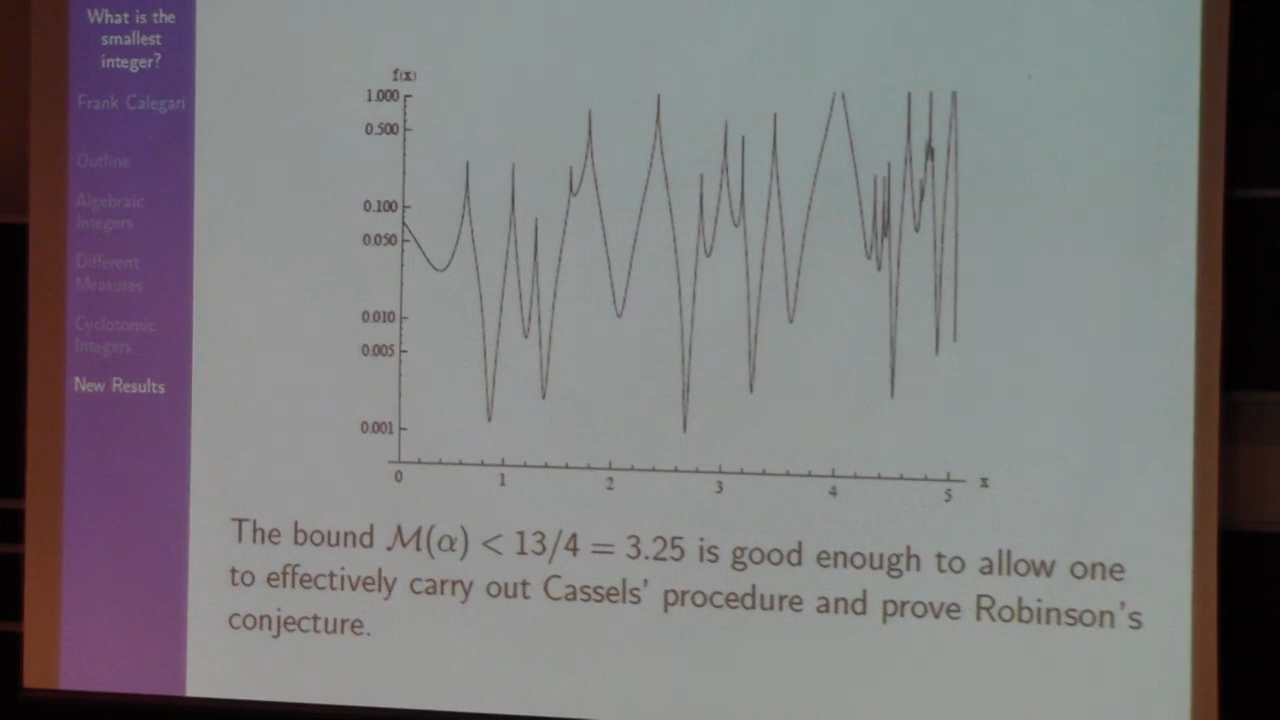 What is the
smallest
integer?
Frank Calegari
Outline
Algebraic
Integers
Different
Measures
Cyclotomic
Integers
New Results
f(x)
1.000
0.500
0.100
0.050
0.010
0.005
0.001
0 1 2 3 4 5 x
The bound M(α) < 13/4 = 3.25 is good enough to allow one
to effectively carry out Cassels' procedure and prove Robinson's
conjecture.